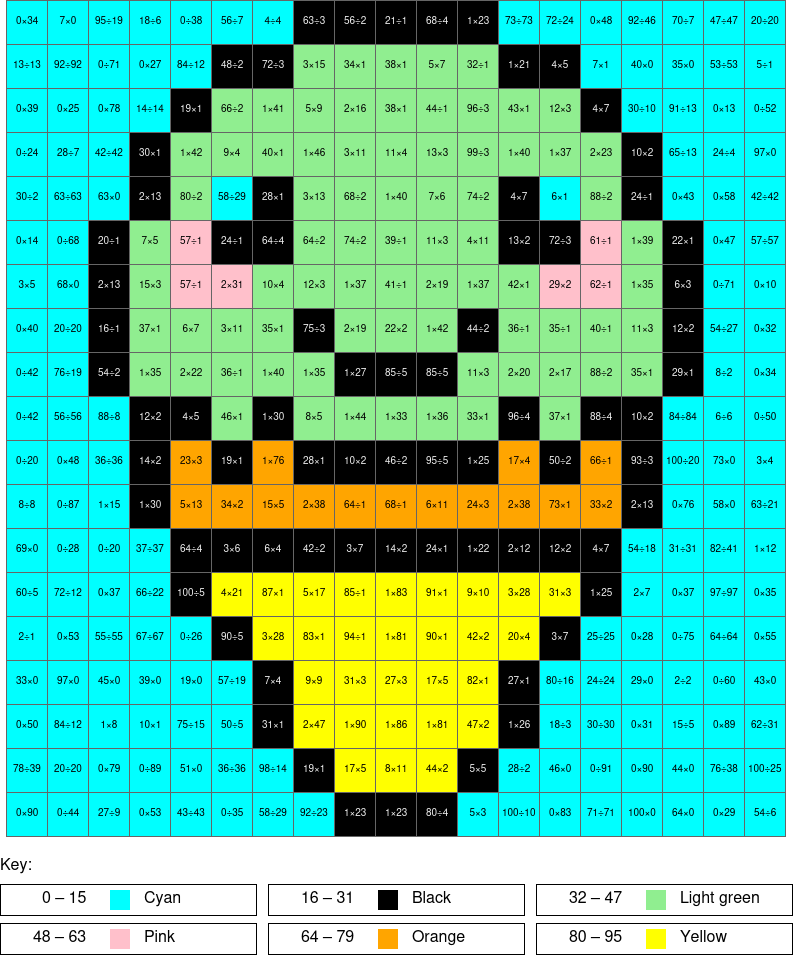 0×34 7×0 95÷19 18÷6 0÷38 56÷7 4÷4 63÷3 56÷2 21÷1 68÷4 1×23 73÷73 72÷24 0×48 92÷46 70÷7 47÷47 20÷20
13÷13 92÷92 0÷71 0×27 84÷12 48÷2 72÷3 3×15 34×1 38×1 5×7 32÷1 1×21 4×5 7×1 40×0 35×0 53÷53 5÷1
0×39 0×25 0×78 14÷14 19×1 66÷2 1×41 5×9 2×16 38×1 44÷1 96÷3 43×1 12×3 4×7 30÷10 91÷13 0×13 0÷52
0÷24 28÷7 42÷42 30×1 1×42 9×4 40×1 1×46 3×11 11×4 13×3 99÷3 1×40 1×37 2×23 10×2 65÷13 24÷4 97×0
30÷2 63÷63 63×0 2×13 80÷2 58÷29 28×1 3×13 68÷2 1×40 7×6 74÷2 4×7 6×1 88÷2 24÷1 0×43 0×58 42÷42
0×14 0÷68 20÷1 7×5 57÷1 24÷1 64÷4 64÷2 74÷2 39÷1 11×3 4×11 13×2 72÷3 61÷1 1×39 22×1 0×47 57÷57
3×5 68×0 2×13 15×3 57÷1 2×31 10×4 12×3 1×37 41÷1 2×19 1×37 42×1 29×2 62÷1 1×35 6×3 0÷71 0×10
0×40 20÷20 16÷1 37×1 6×7 3×11 35×1 75÷3 2×19 22×2 1×42 44÷2 36÷1 35÷1 40÷1 11×3 12×2 54÷27 0×32
0÷42 76÷19 54÷2 1×35 2×22 36÷1 1×40 1×35 1×27 85÷5 85÷5 11×3 2×20 2×17 88÷2 35×1 29×1 8÷2 0×34
0÷42 56÷56 88÷8 12×2 4×5 46×1 1×30 8×5 1×44 1×33 1×36 33×1 96÷4 37×1 88÷4 10×2 84÷84 6÷6 0÷50
0÷20 0×48 36÷36 14×2 23×3 19×1 1×76 28×1 10×2 46÷2 95÷5 1×25 17×4 50÷2 66÷1 93÷3 100÷20 73×0 3×4
8÷8 0÷87 1×15 1×30 5×13 34×2 15×5 2×38 64÷1 68÷1 6×11 24×3 2×38 73×1 33×2 2×13 0×76 58×0 63÷21
69×0 0÷28 0÷20 37÷37 64÷4 3×6 6×4 42÷2 3×7 14×2 24×1 1×22 2×12 12×2 4×7 54÷18 31÷31 82÷41 1×12
60÷5 72÷12 0×37 66÷22 100÷5 4×21 87×1 5×17 85÷1 1×83 91×1 9×10 3×28 31×3 1×25 2×7 0×37 97÷97 0×35
2÷1 0×53 55÷55 67÷67 0÷26 90÷5 3×28 83×1 94÷1 1×81 90×1 42×2 20×4 3×7 25÷25 0×28 0÷75 64÷64 0×55
33×0 97×0 45×0 39×0 19×0 57÷19 7×4 9×9 31×3 27×3 17×5 82×1 27×1 80÷16 24÷24 29×0 2÷2 0÷60 43×0
0×50 84÷12 1×8 10×1 75÷15 50÷5 31×1 2×47 1×90 1×86 1×81 47×2 1×26 18÷3 30÷30 0×31 15÷5 0×89 62÷31
78÷39 20÷20 0×79 0÷89 51×0 36÷36 98÷14 19×1 17×5 8×11 44×2 5×5 28÷2 46×0 0÷91 0×90 44×0 76÷38 100÷25
0×90 0÷44 27÷9 0×53 43÷43 0÷35 58÷29 92÷23 1×23 1×23 80÷4 5×3 100÷10 0×83 71÷71 100×0 64×0 0×29 54÷6
Key:
0 – 15 Cyan 16 – 31 Black 32 – 47 Light green
48 – 63 Pink 64 – 79 Orange 80 – 95 Yellow